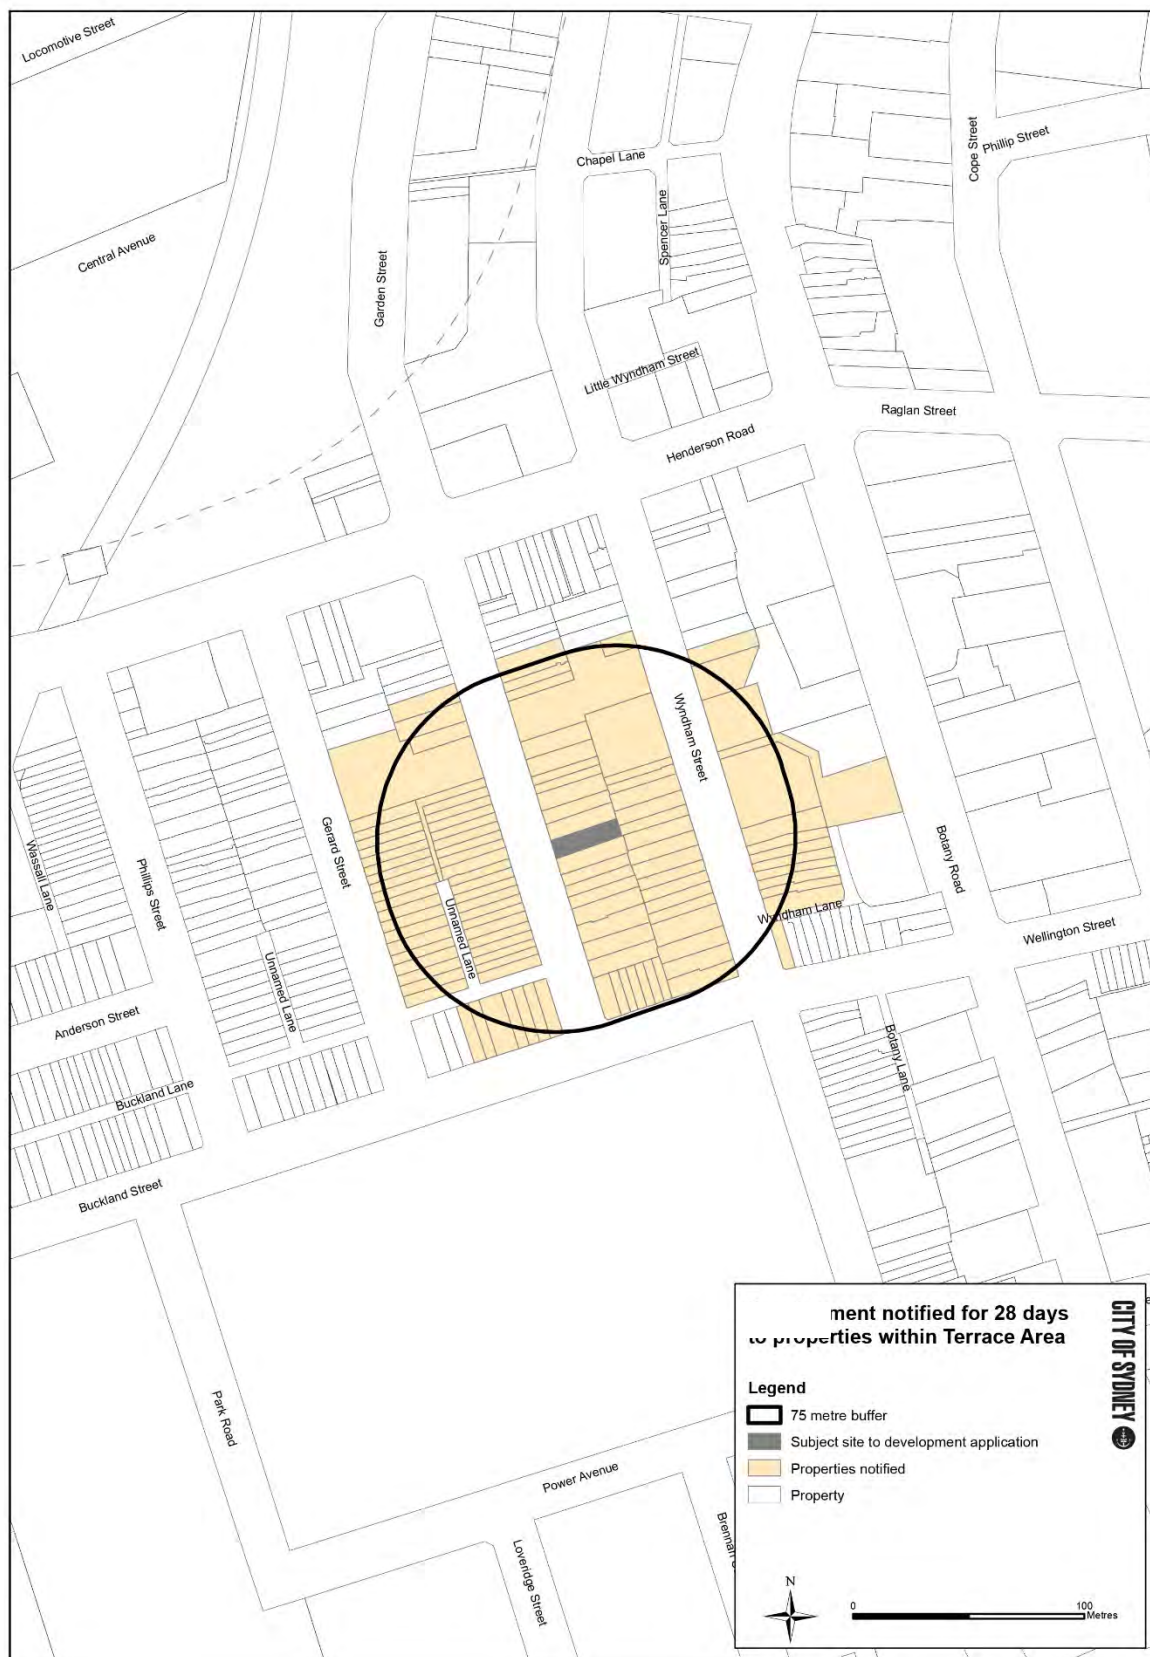 Locomotive Street
Central Avenue
Garden Street
Chapel Lane
Spencer Lane
Cope Street
Phillip Street
Little Wyndham Street
Henderson Road
Raglan Street
Wyndham Street
Gerard Street
Phillips Street
Wassall Lane
Unnamed Lane
Unnamed Lane
Wyndham Lane
Botany Road
Wellington Street
Anderson Street
Buckland Lane
Buckland Street
Botany Lane
Park Road
Power Avenue
Loveridge Street
notified for 28 days
properties within Terrace Area
CITY OF SYDNEY
Legend
75 metre buffer
Subject site to development application
Properties notified
Property
N
0 100
Metres